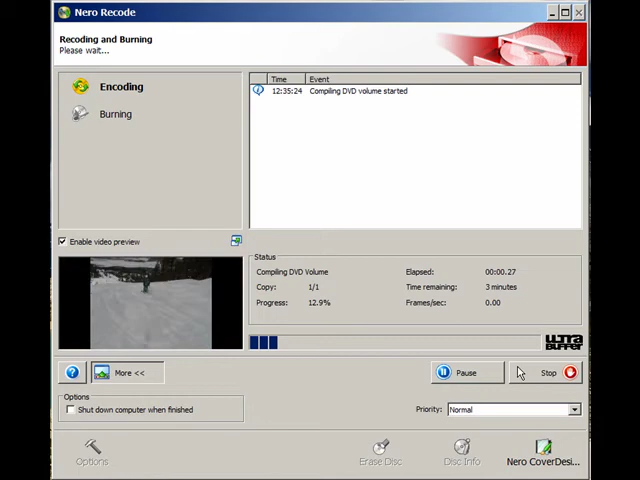 Nero Recode
Recoding and Burning
Please wait...
Encoding
Burning
Time Event
12:35:24 Compiling DVD volume started
Enable video preview
Status
Compiling DVD Volume
Elapsed: 00:00.27
Copy: 1/1
Time remaining: 3 minutes
Progress: 12.9%
Frames/sec.: 0.00
ULTRA
BUFFER
?
More <<
Pause
Stop
Options
Shut down computer when finished
Priority: Normal
Options
Erase Disc
Disc Info
Nero CoverDesi...